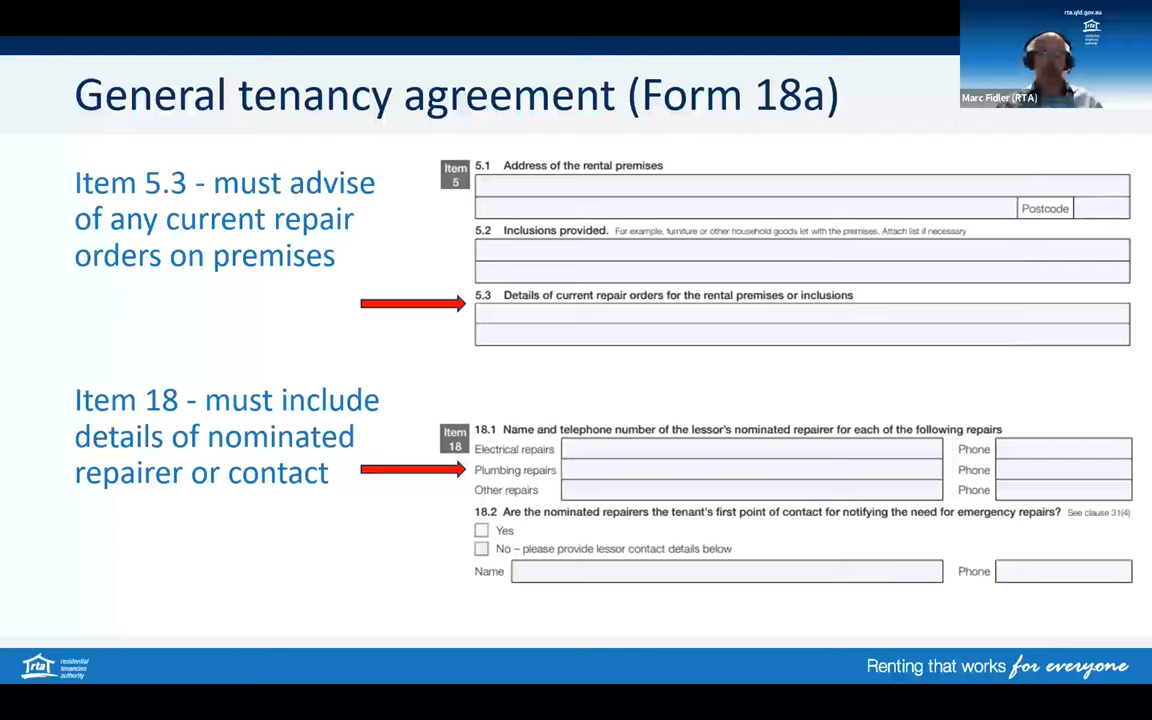 rta.qld.gov.au
rta
Marc Fidler (RTA)
General tenancy agreement (Form 18a)
Item 5.3 - must advise
of any current repair
orders on premises
Item
5
5.1 Address of the rental premises
Postcode
5.2 Inclusions provided. For example, furniture or other household goods let with the premises. Attach list if necessary
5.3 Details of current repair orders for the rental premises or inclusions
Item 18 - must include
details of nominated
repairer or contact
Item
18
18.1 Name and telephone number of the lessor's nominated repairer for each of the following repairs
Electrical repairs Phone
Plumbing repairs Phone
Other repairs Phone
18.2 Are the nominated repairers the tenant's first point of contact for notifying the need for emergency repairs? See clause 31(4)
Yes
No – please provide lessor contact details below
Name Phone
rta residential
tenancies
authority
Renting that works for everyone